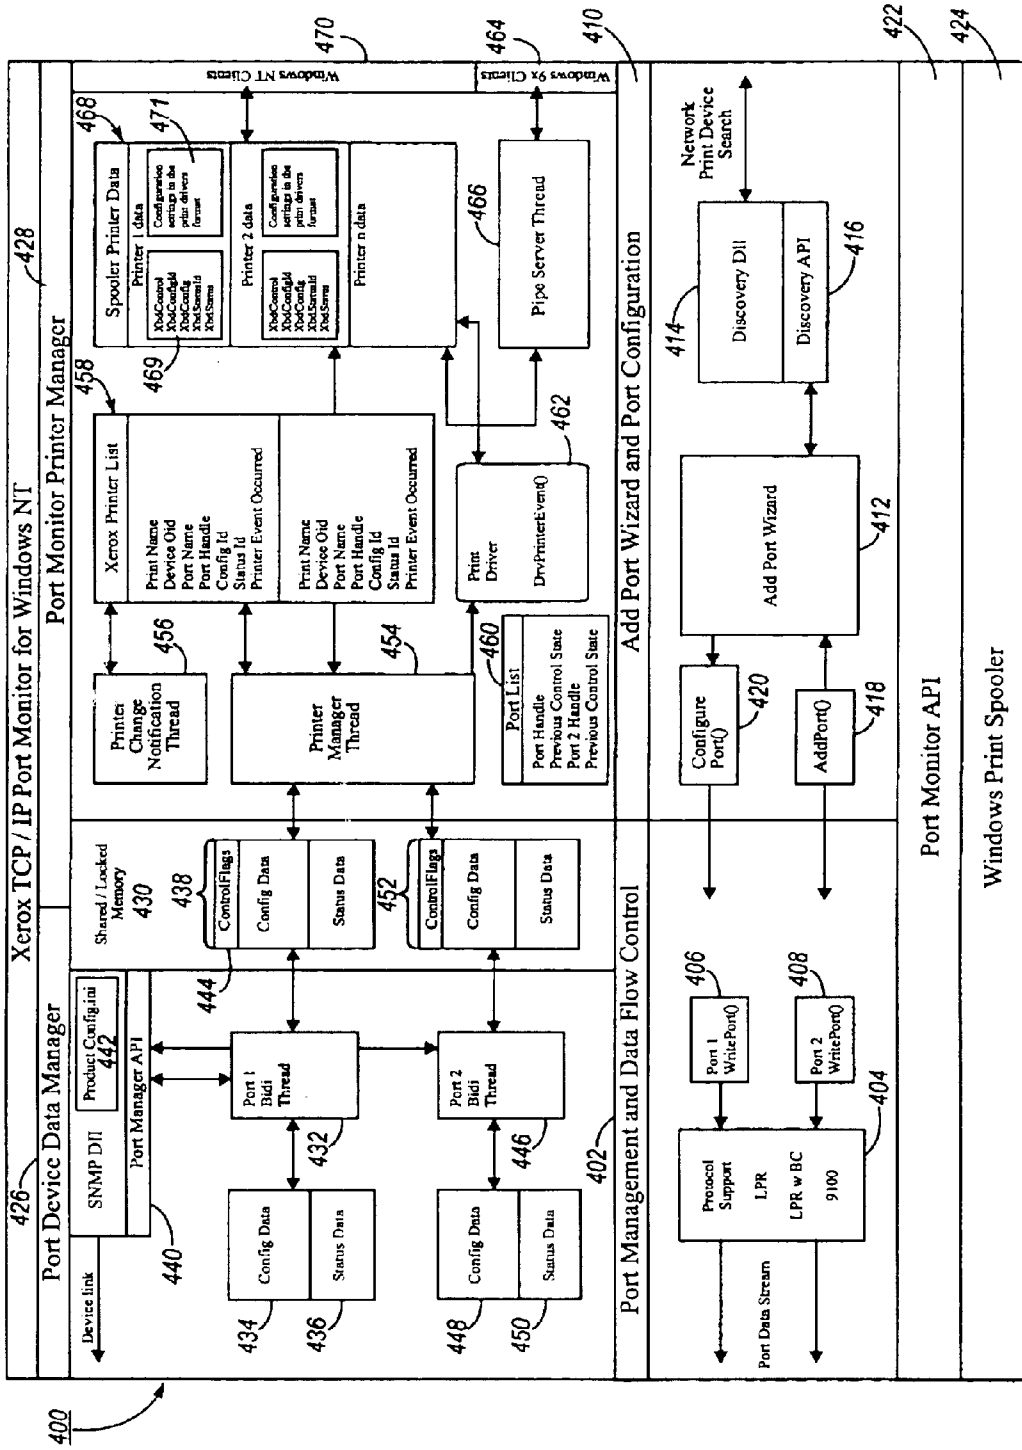 400
Xerox TCP / IP Port Monitor for Windows NT
426
Port Device Data Manager
428
Port Monitor Printer Manager
Device link
SNMP Dll
Product Config.ini
442
Port Manager API
440
Shared / Locked
Memory
430
438
ControlFlags
Config Data
Status Data
444
Port 1
Bidi
Thread
432
Config Data
Status Data
434
436
452
ControlFlags
Config Data
Status Data
Port 2
Bidi
Thread
446
Config Data
Status Data
448
450
Printer
Change
Notification
Thread
456
Printer
Manager
Thread
454
458
Xerox Printer List
Print Name
Device Oid
Port Name
Port Handle
Config Id
Status Id
Printer Event Occurred
Print Name
Device Oid
Port Name
Port Handle
Config Id
Status Id
Printer Event Occurred
460
Port List
Port Handle
Previous Control State
Port 2 Handle
Previous Control State
Print
Driver
DrvPrinterEvent()
462
468
Spooler Printer Data
Printer 1 data
XbdControl
XbdConfigId
XbdConfig
XbdStatusId
XbdStatus
469
Configuration
settings in the
print drivers
format
471
Printer 2 data
XbdControl
XbdConfigId
XbdConfig
XbdStatusId
XbdStatus
Configuration
settings in the
print drivers
format
Printer n data
466
Pipe Server Thread
Windows NT Clients
470
Windows 9x Clients
464
402
Port Management and Data Flow Control
410
Add Port Wizard and Port Configuration
Port Data Stream
Protocol
Support
LPR
LPR w BC
9100
404
Port 1
WritePort()
406
Port 2
WritePort()
408
Configure
Port()
420
AddPort()
418
Add Port Wizard
412
414
Discovery Dll
Discovery API
416
Network
Print Device
Search
Port Monitor API
422
Windows Print Spooler
424